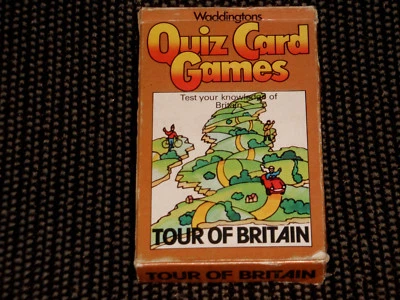 Waddingtons
Quiz Card
Games
Test your knowledge of
Britain
TOUR OF BRITAIN
TOUR OF BRITAIN